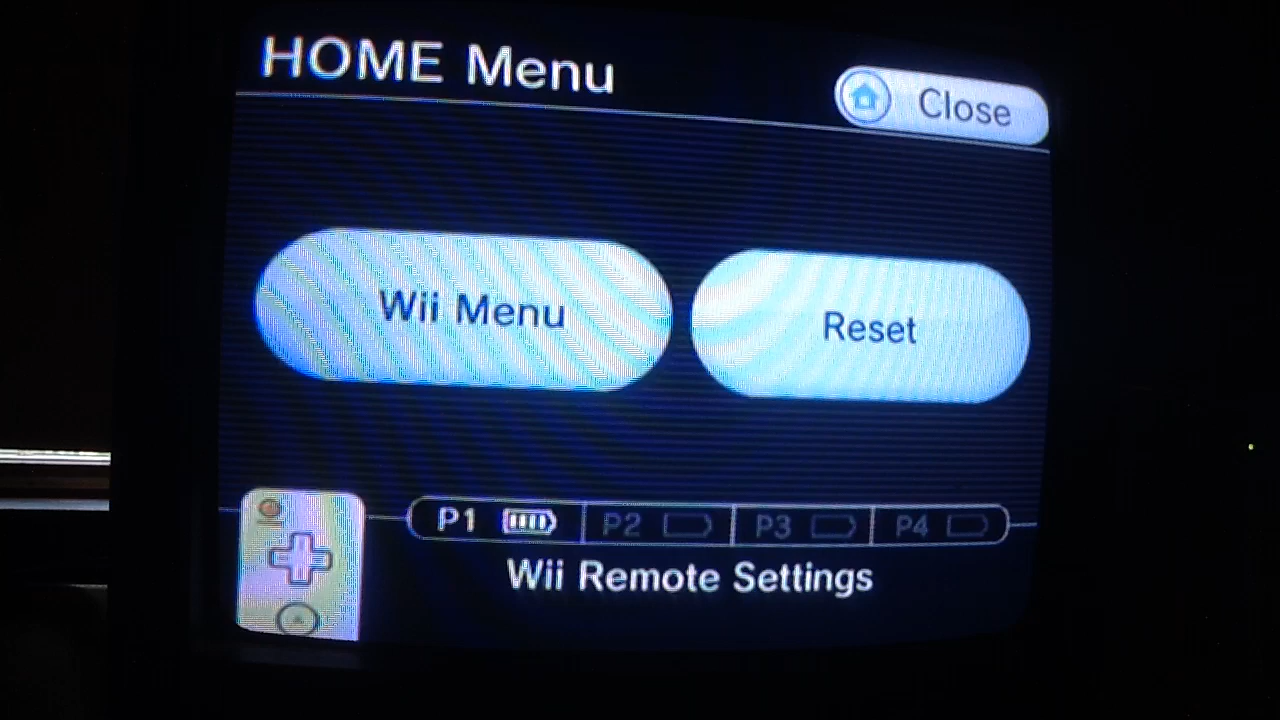 HOME Menu
Close
Wii Menu
Reset
P1 P2 P3 P4
Wii Remote Settings